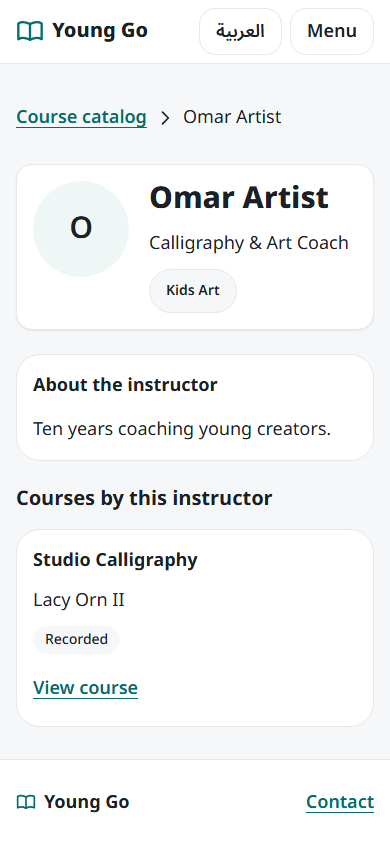 Young Go
العربية
Menu
Course catalog > Omar Artist
O
Omar Artist
Calligraphy & Art Coach
Kids Art
About the instructor
Ten years coaching young creators.
Courses by this instructor
Studio Calligraphy
Lacy Orn II
Recorded
View course
Young Go
Contact